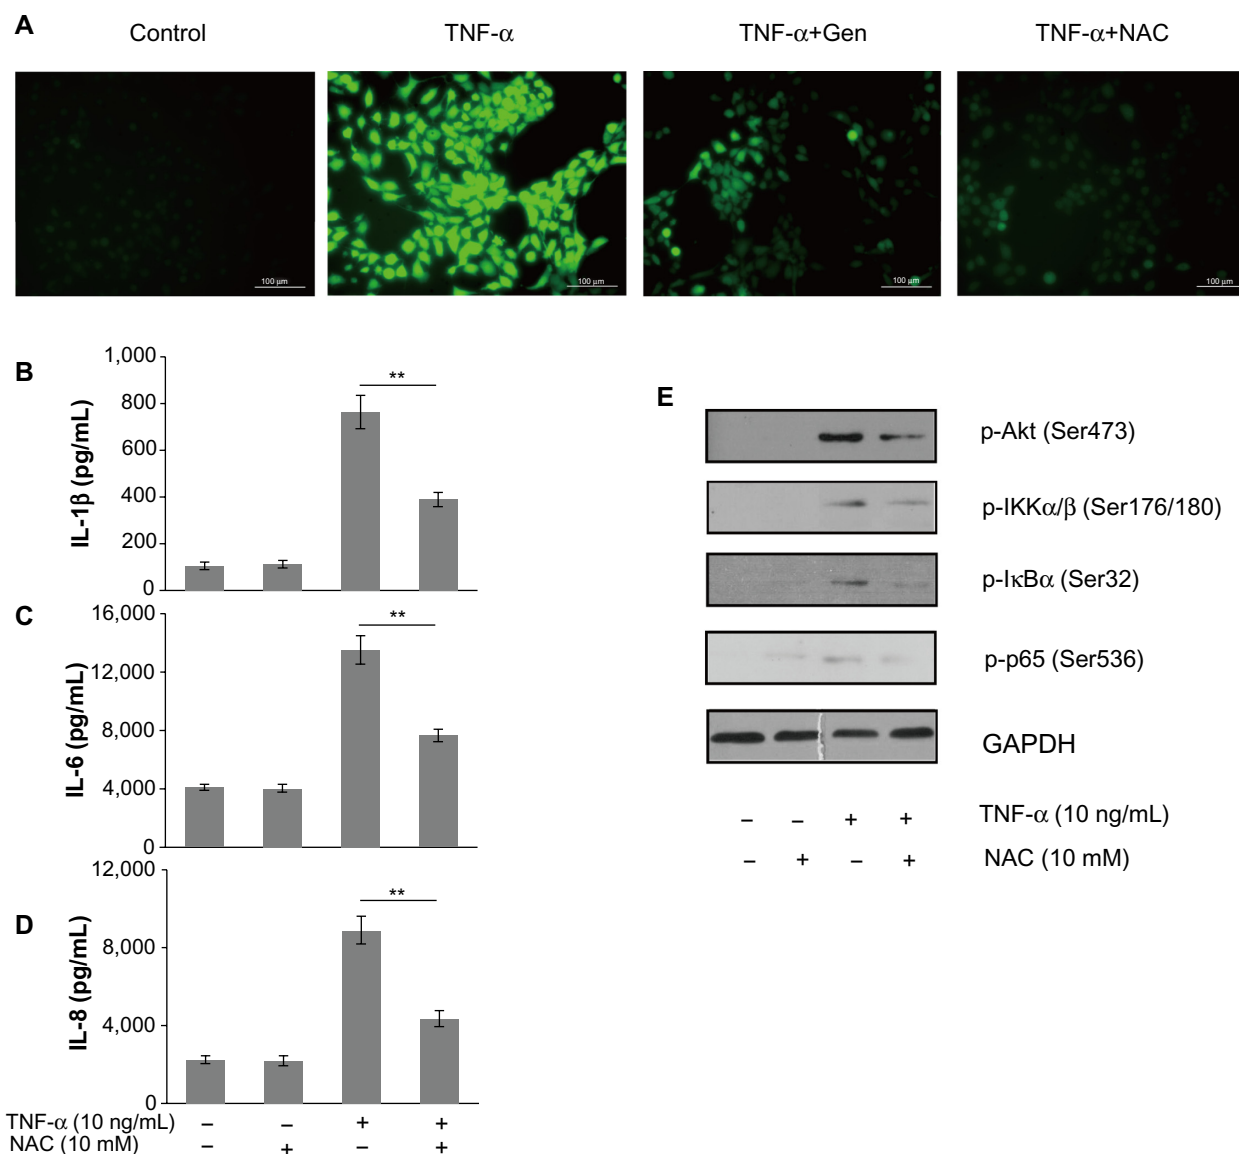 A
Control
TNF-α
TNF-α+Gen
TNF-α+NAC
100 μm
100 μm
100 μm
100 μm
B
IL-1β (pg/mL)
1,000
800
600
400
200
0
**
C
IL-6 (pg/mL)
16,000
12,000
8,000
4,000
0
**
D
IL-8 (pg/mL)
12,000
8,000
4,000
0
**
TNF-α (10 ng/mL) – – + +
NAC (10 mM) – + – +
E
p-Akt (Ser473)
p-IKKα/β (Ser176/180)
p-IκBα (Ser32)
p-p65 (Ser536)
GAPDH
– – + + TNF-α (10 ng/mL)
– + – + NAC (10 mM)